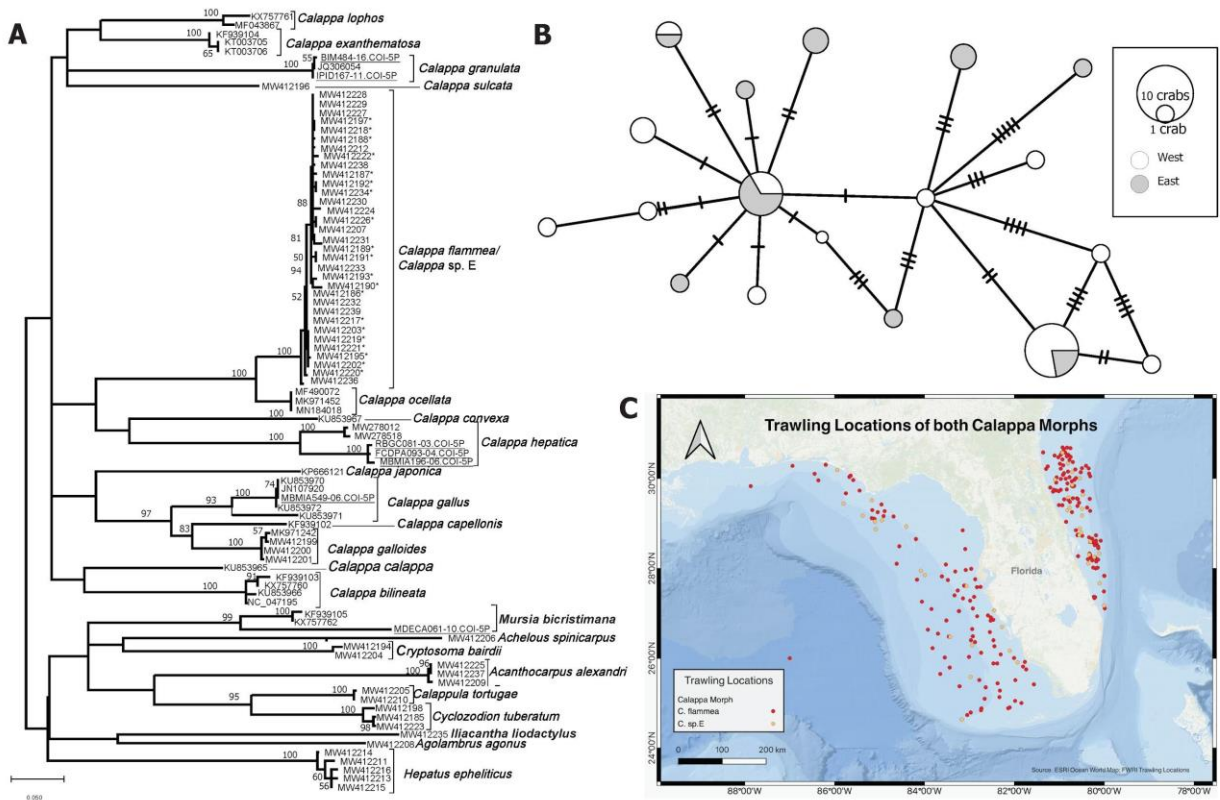 A
100
KX757761
MF043867
Calappa lophos
100
KF939104
KT003705
KT003706
65
Calappa exanthematosa
55
BIM484-16.COI-5P
JQ306054
100
IPID167-11.COI-5P
Calappa granulata
MW412196
Calappa sulcata
MW412228
MW412229
MW412227
MW412197*
MW412218*
MW412188*
MW412212
MW412222*
MW412238
MW412187*
MW412192*
MW412234*
MW412230
88
MW412224
MW412226*
MW412207
81
MW412231
MW412189*
50
MW412191*
94
MW412233
MW412193*
MW412190*
52
MW412186*
MW412232
MW412239
MW412217*
MW412203*
MW412219*
MW412221*
MW412195*
MW412202*
MW412220*
MW412236
100
Calappa flammea/
Calappa sp. E
100
MF490072
MK971452
MN184018
Calappa ocellata
100
KU853967
Calappa convexa
100
MW278012
MW278518
100
RBGC081-03.COI-5P
FCDPA093-04.COI-5P
MBMIA196-06.COI-5P
Calappa hepatica
KP666121
Calappa japonica
74
KU853970
JN107920
MBMIA549-06.COI-5P
93
100
KU853972
KU853971
Calappa gallus
97
83
KF939102
Calappa capellonis
57
MK971242
MW412199
100
MW412200
MW412201
Calappa galloides
KU853965
Calappa calappa
91
KF939103
KX757760
100
KU853966
NC_047195
Calappa bilineata
99
100
KF939105
KX757762
MDECA061-10.COI-5P
Mursia bicristimana
MW412206
Achelous spinicarpus
100
MW412194
MW412204
Cryptosoma bairdii
96
MW412225
100
MW412237
MW412209
Acanthocarpus alexandri
95
100
MW412205
MW412210
Calappula tortugae
100
MW412198
MW412185
98
MW412223
Cyclozodion tuberatum
MW412235
Iliacantha liodactylus
MW412208
Agolambrus agonus
100
MW412214
MW412211
MW412216
60
MW412213
56
MW412215
Hepatus epheliticus
0.050
B
10 crabs
1 crab
West
East
C
Trawling Locations of both Calappa Morphs
30°00'N
28°00'N
26°00'N
24°00'N
Florida
Trawling Locations
Calappa Morph
C. flammea
C. sp.E
0
100
200 km
Source: ESRI Ocean World Map, FWRI Trawling Locations
88°00'W
86°00'W
84°00'W
82°00'W
80°00'W
78°00'W